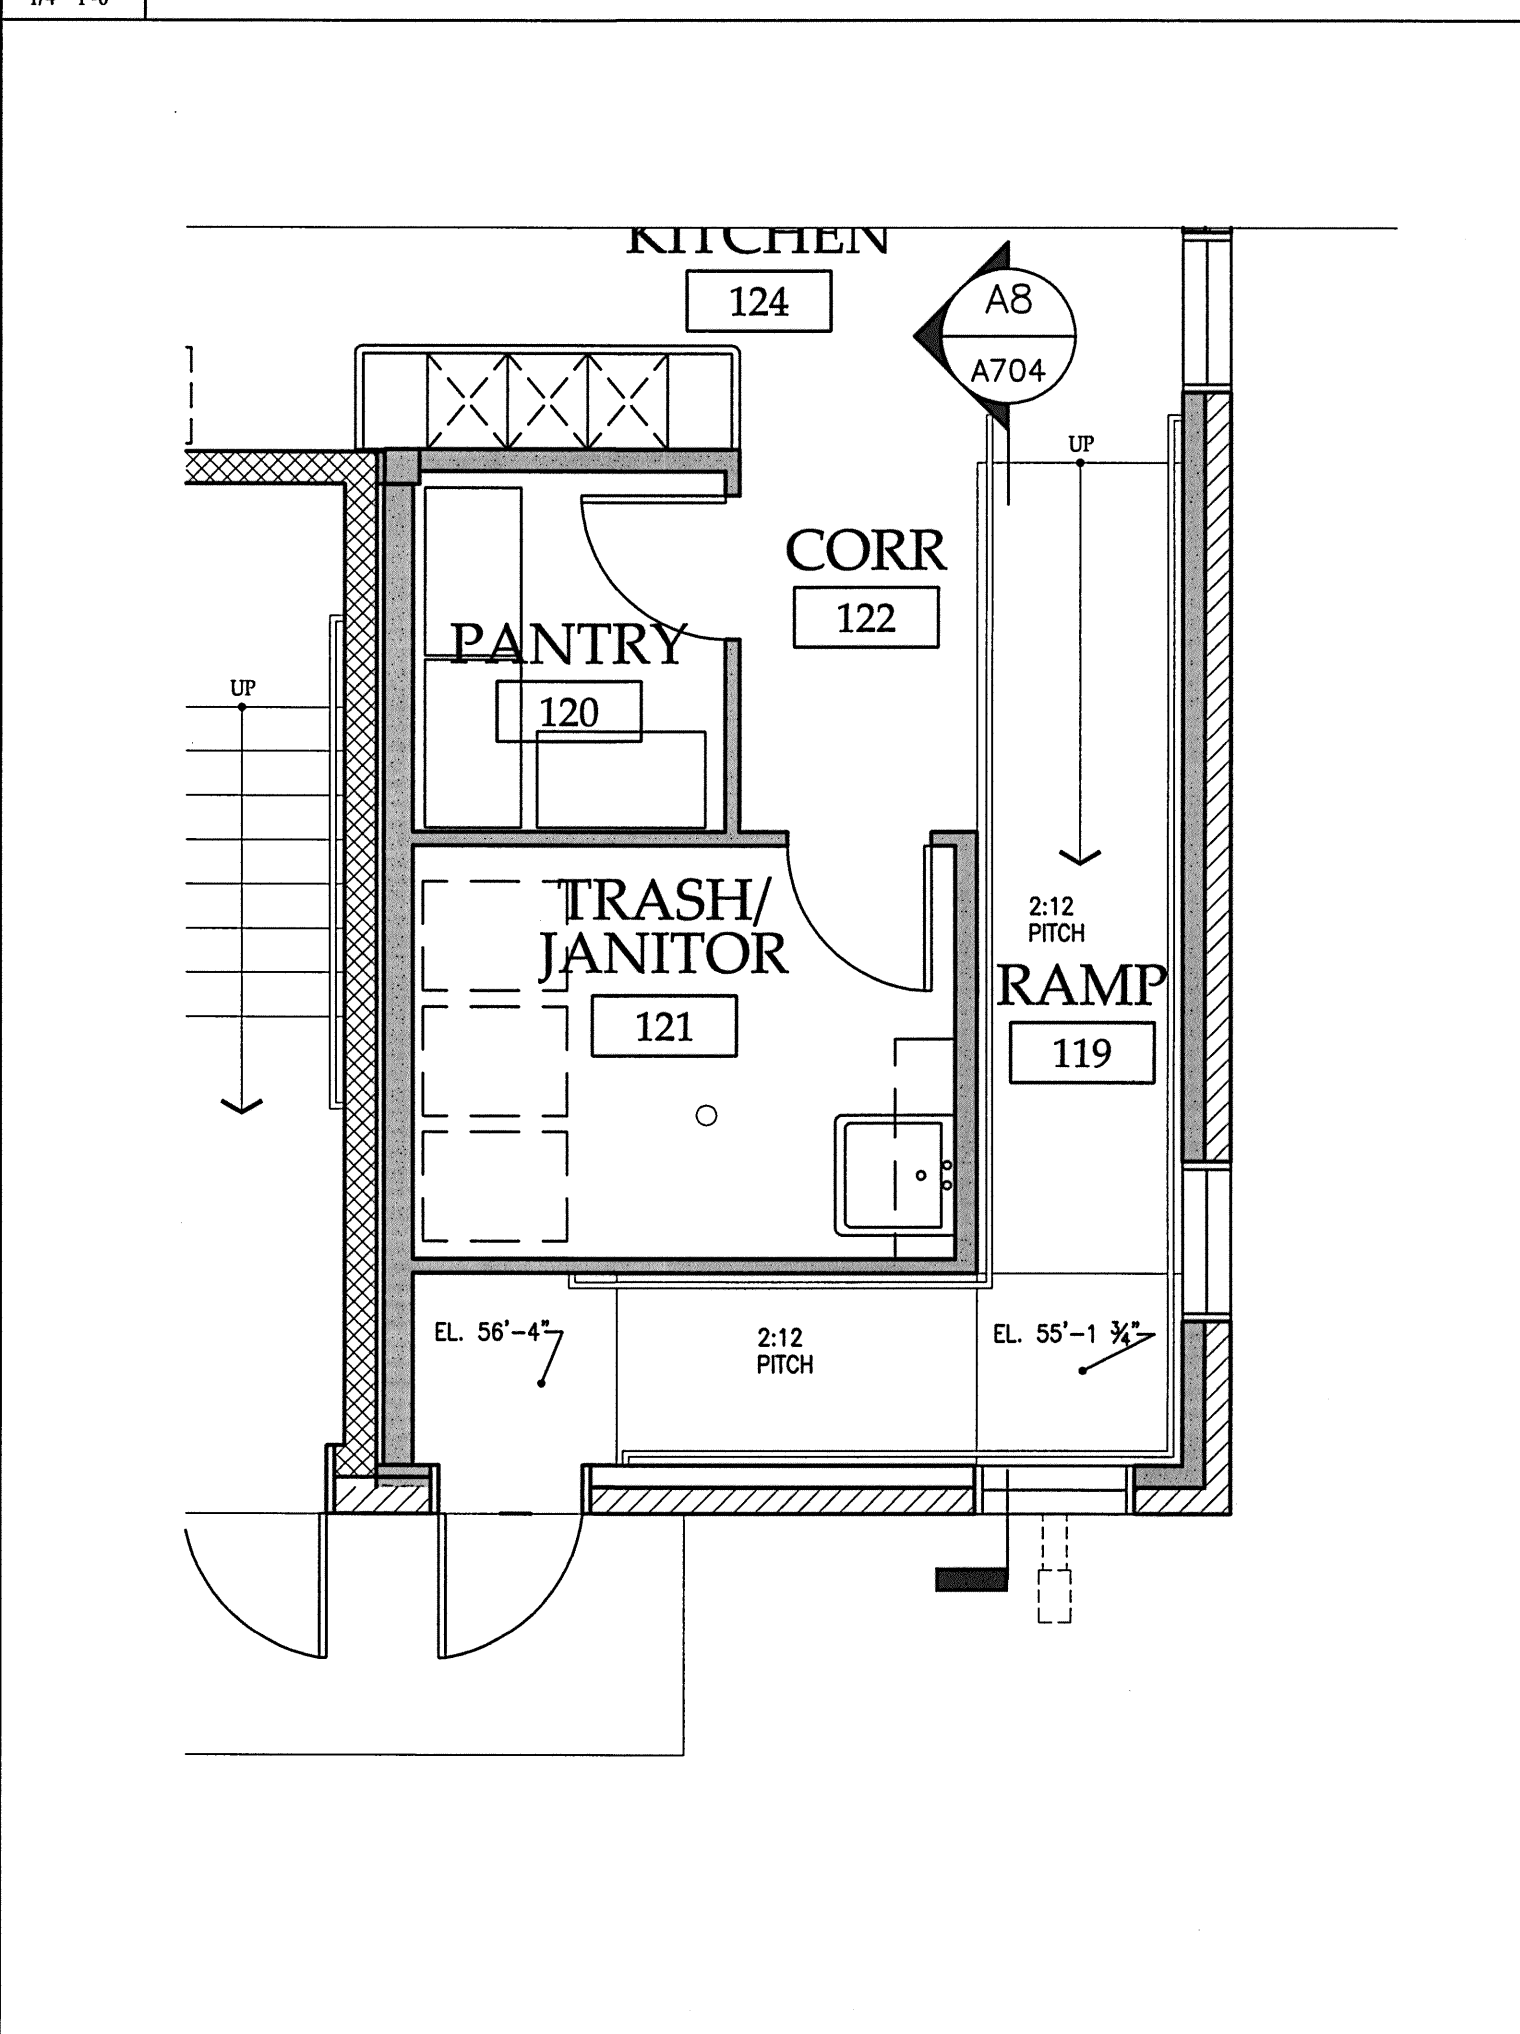 KITCHEN
124
A8
A704
UP
CORR
122
PANTRY
120
UP
TRASH/
JANITOR
121
2:12
PITCH
RAMP
119
EL. 56'-4"
2:12
PITCH
EL. 55'-1 ¾"